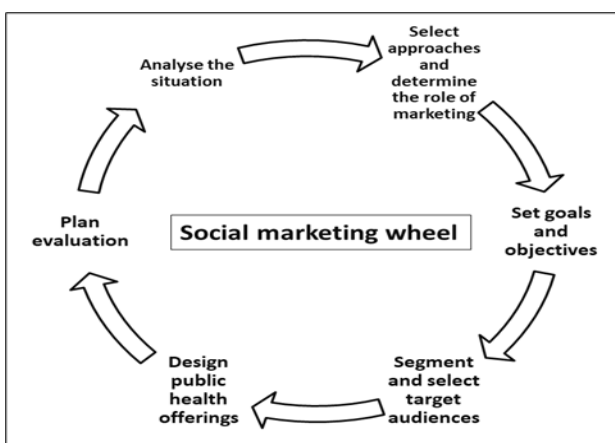 Analyse the
situation
Select
approaches
and
determine
the role of
marketing
Set goals
and
objectives
Segment
and select
target
audiences
Design
public
health
offerings
Plan
evaluation
Social marketing wheel